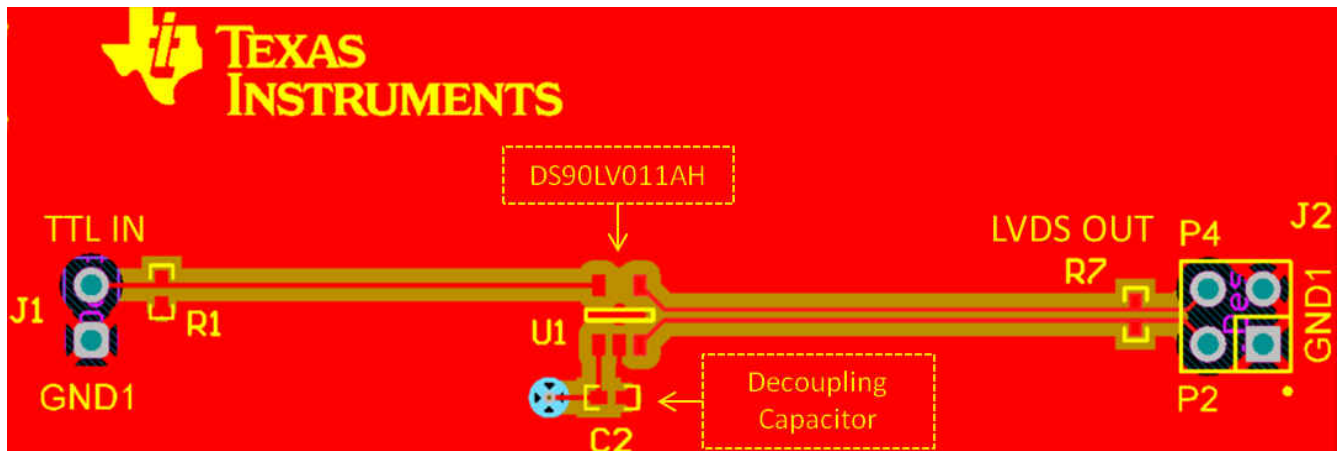 TEXAS
INSTRUMENTS
DS90LV011AH
TTL IN
LVDS OUT
P4
J2
R7
J1
R1
U1
GND1
GND1
Decoupling
Capacitor
P2
C2